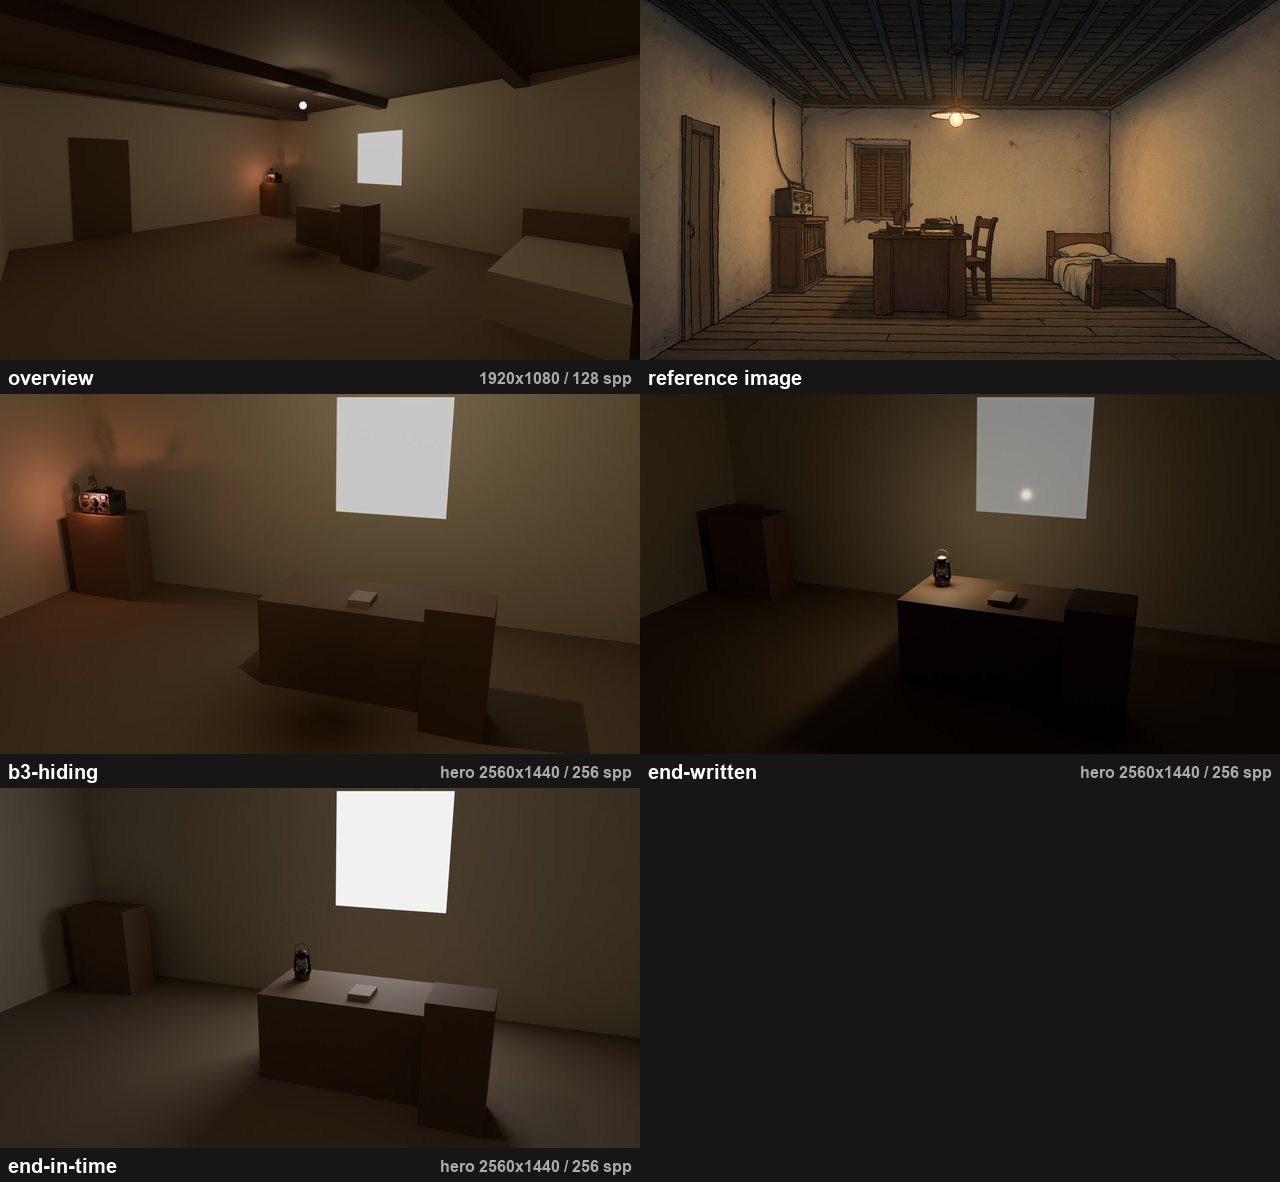 overview
1920x1080 / 128 spp
reference image
b3-hiding
hero 2560x1440 / 256 spp
end-written
hero 2560x1440 / 256 spp
end-in-time
hero 2560x1440 / 256 spp